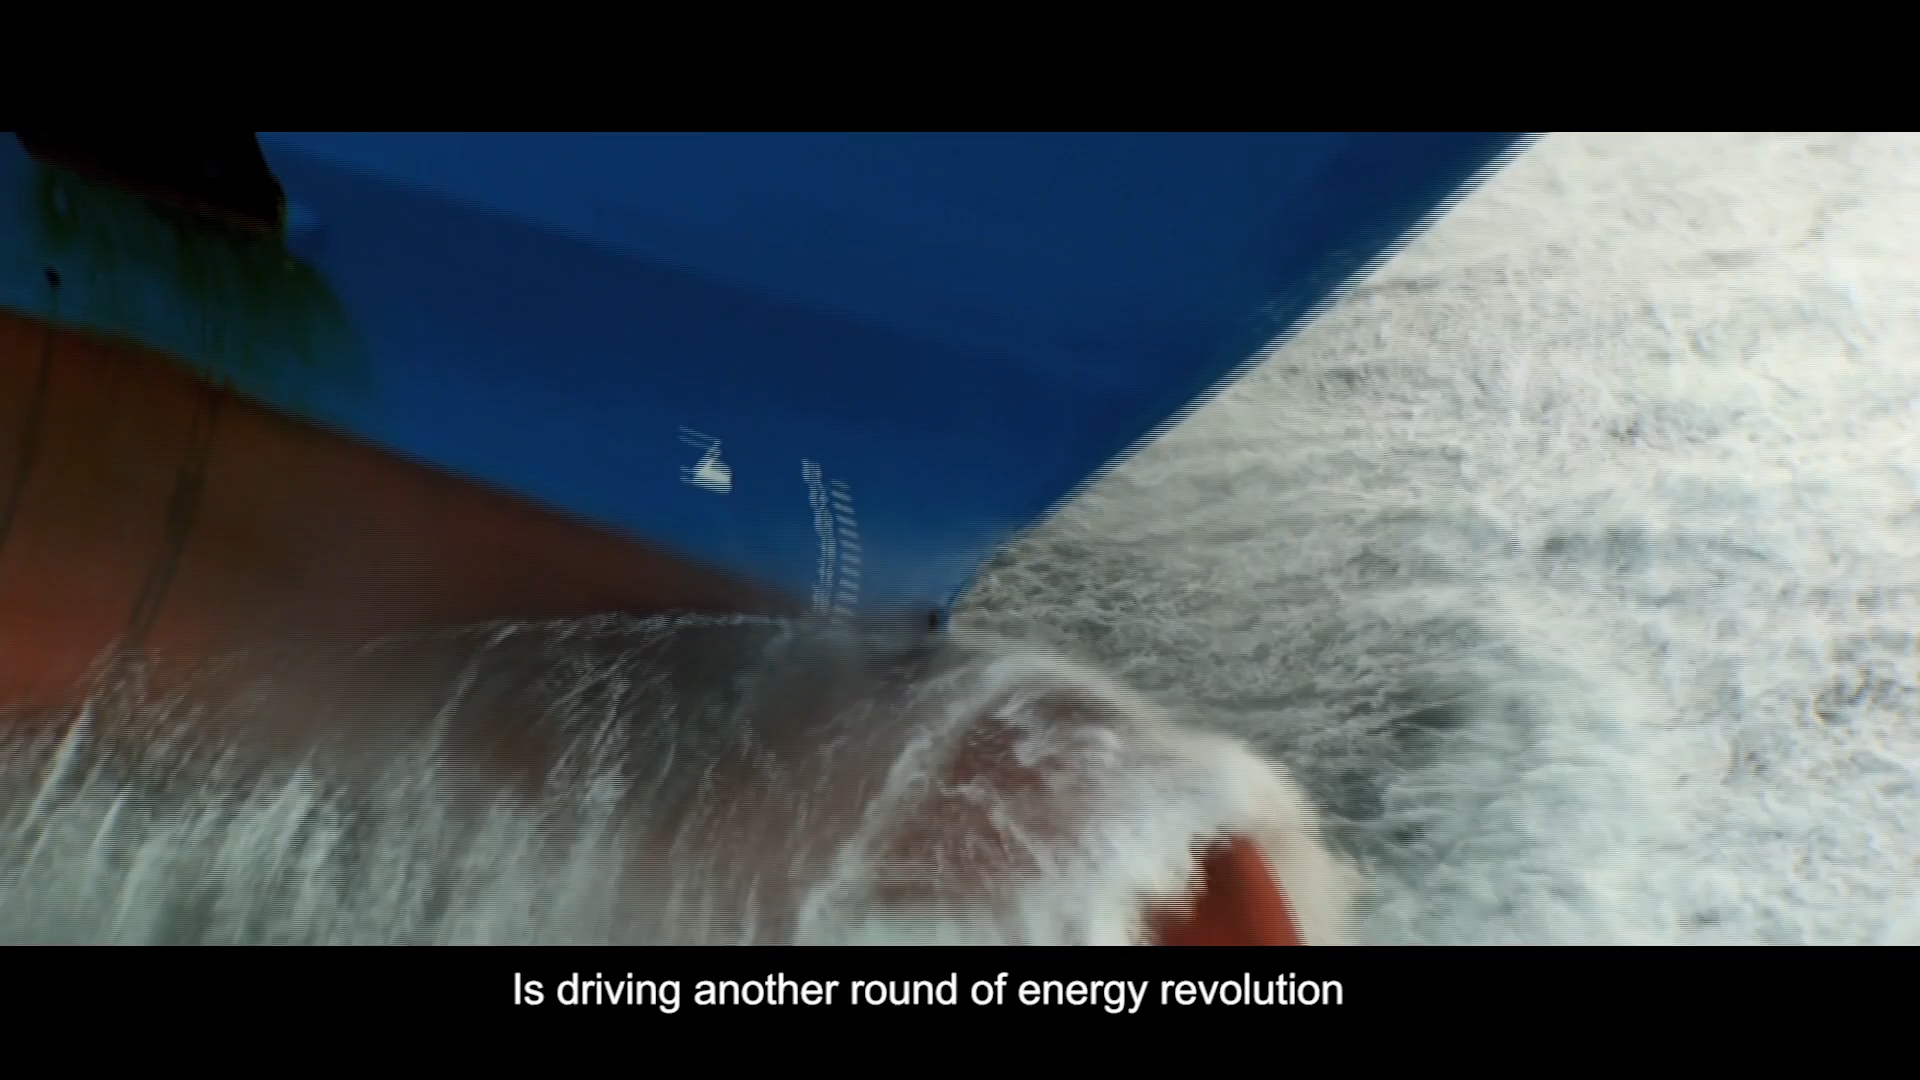 Is driving another round of energy revolution